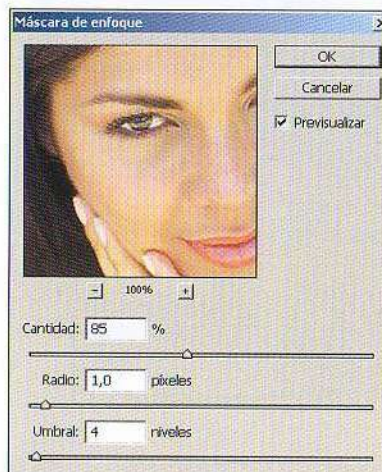 Máscara de enfoque
OK
Cancelar
Previsualizar
100%
Cantidad: 85 %
Radio: 1,0 píxeles
Umbral: 4 niveles